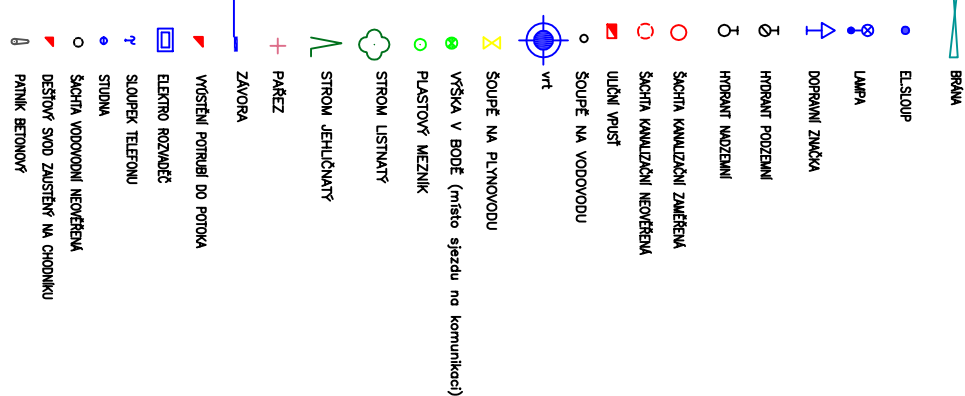 BRÁNA
EL.SLOUP
LAMPA
DOPRAVNÍ ZNAČKA
HYDRANT PODZEMNÍ
HYDRANT NADZEMNÍ
ŠACHTA KANALIZAČNÍ ZAMĚŘENÁ
ŠACHTA KANALIZAČNÍ NEOVĚŘENÁ
ULIČNÍ VPUSŤ
ŠOUPĚ NA VODOVODU
vrt
ŠOUPĚ NA PLYNOVODU
VÝŠKA V BODĚ (místo sjezdu na komunikaci)
PLASTOVÝ MEZNÍK
STROM LISTNATÝ
STROM JEHLIČNATÝ
PAŘEZ
ZÁVORA
VYÚSTĚNÍ POTRUBÍ DO POTOKA
ELEKTRO ROZVADĚČ
SLOUPEK TELEFONU
STUDNA
ŠACHTA VODOVODNÍ NEOVĚŘENÁ
DEŠŤOVÝ SVOD ZAUSTĚNÝ NA CHODNÍKU
PATNÍK BETONOVÝ